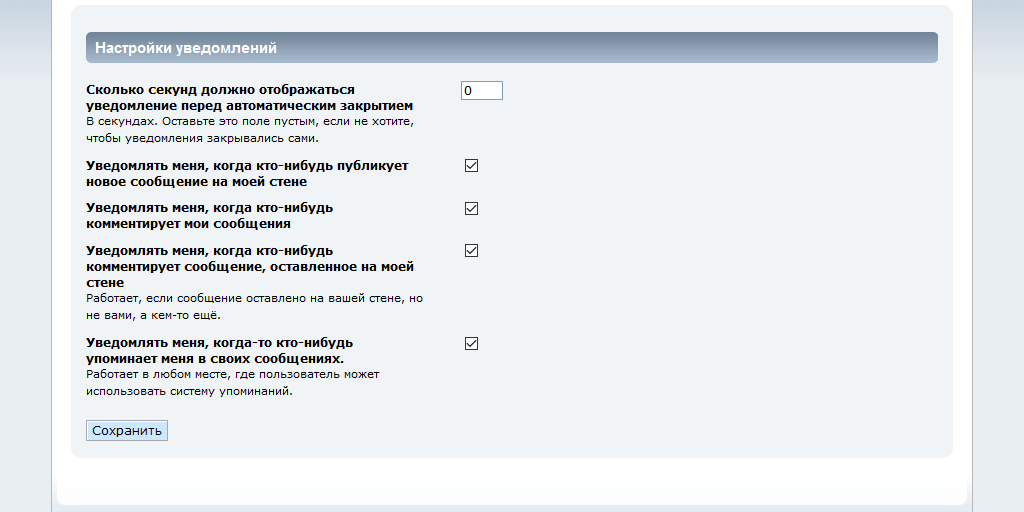 Настройки уведомлений
Сколько секунд должно отображаться
уведомление перед автоматическим закрытием
0
В секундах. Оставьте это поле пустым, если не хотите,
чтобы уведомления закрывались сами.
Уведомлять меня, когда кто-нибудь публикует
новое сообщение на моей стене
Уведомлять меня, когда кто-нибудь
комментирует мои сообщения
Уведомлять меня, когда кто-нибудь
комментирует сообщение, оставленное на моей
стене
Работает, если сообщение оставлено на вашей стене, но
не вами, а кем-то ещё.
Уведомлять меня, когда-то кто-нибудь
упоминает меня в своих сообщениях.
Работает в любом месте, где пользователь может
использовать систему упоминаний.
Сохранить